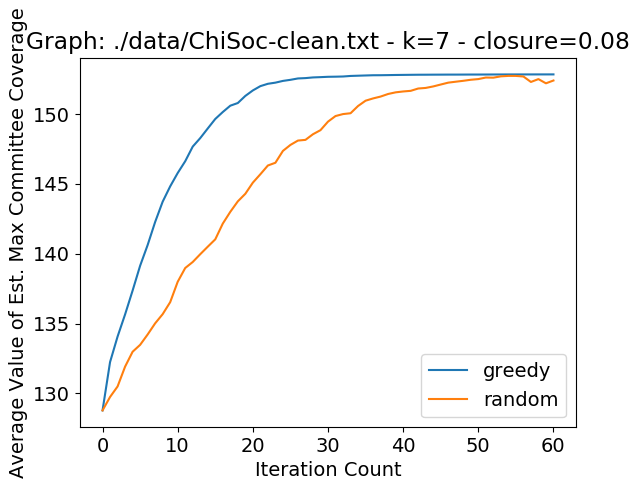 Graph: ./data/ChiSoc-clean.txt - k=7 - closure=0.08
Average Value of Est. Max Committee Coverage
150
145
140
135
130
greedy
random
0 10 20 30 40 50 60
Iteration Count